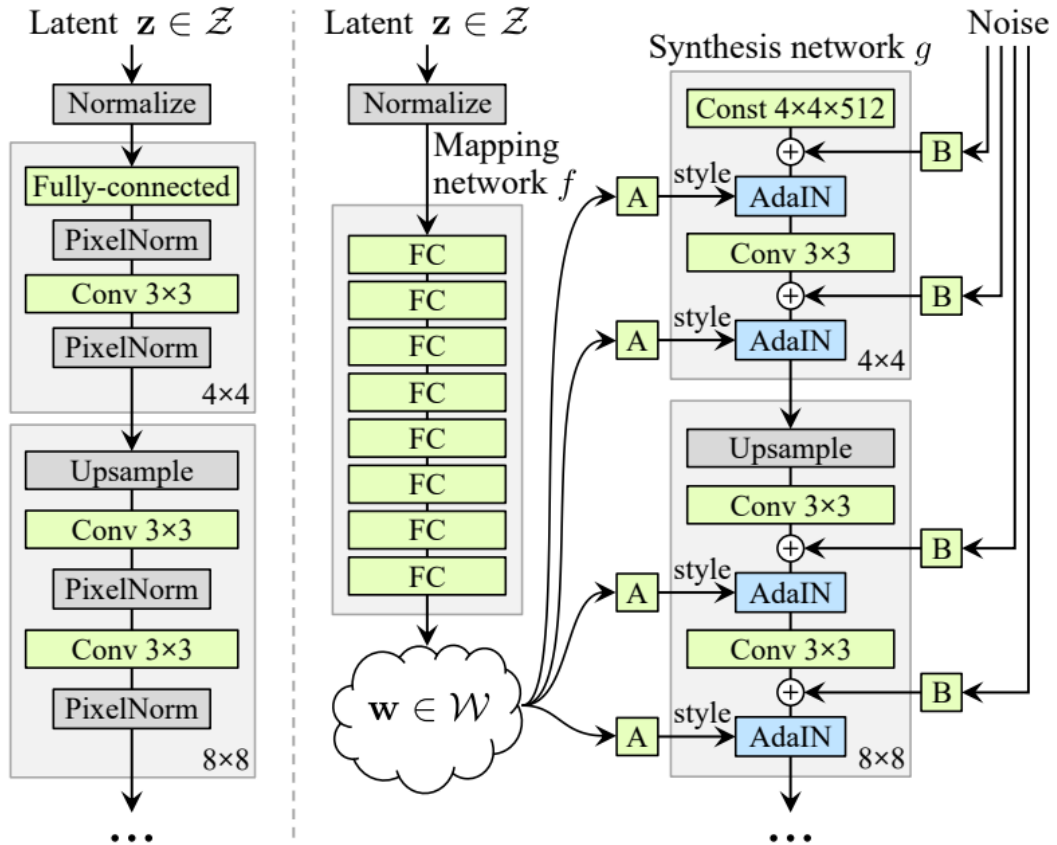 Latent z ∈ 𝒵
Normalize
Fully-connected
PixelNorm
Conv 3×3
PixelNorm
4×4
Upsample
Conv 3×3
PixelNorm
Conv 3×3
PixelNorm
8×8
...
Latent z ∈ 𝒵
Normalize
Mapping
network f
FC
FC
FC
FC
FC
FC
FC
FC
w ∈ 𝒲
Noise
Synthesis network g
Const 4×4×512
B
A
style
AdaIN
Conv 3×3
B
A
style
AdaIN
4×4
Upsample
Conv 3×3
B
A
style
AdaIN
Conv 3×3
B
A
style
AdaIN
8×8
...